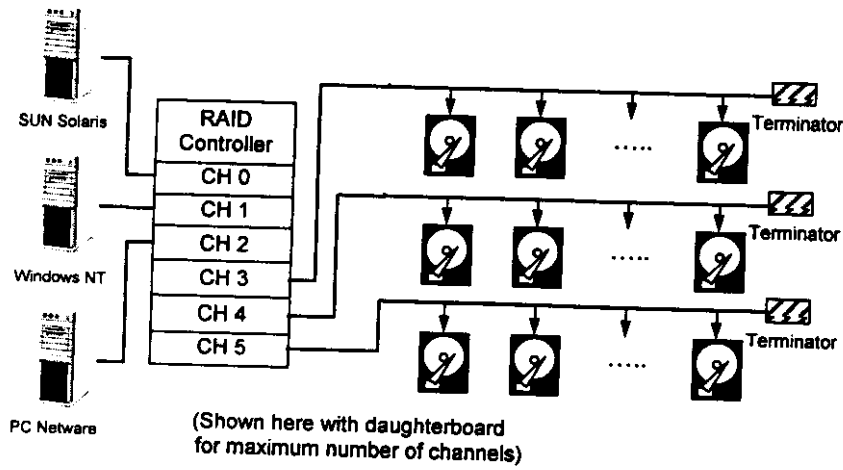 SUN Solaris
Windows NT
PC Netware
RAID
Controller
CH 0
CH 1
CH 2
CH 3
CH 4
CH 5
Terminator
Terminator
Terminator
(Shown here with daughterboard
for maximum number of channels)